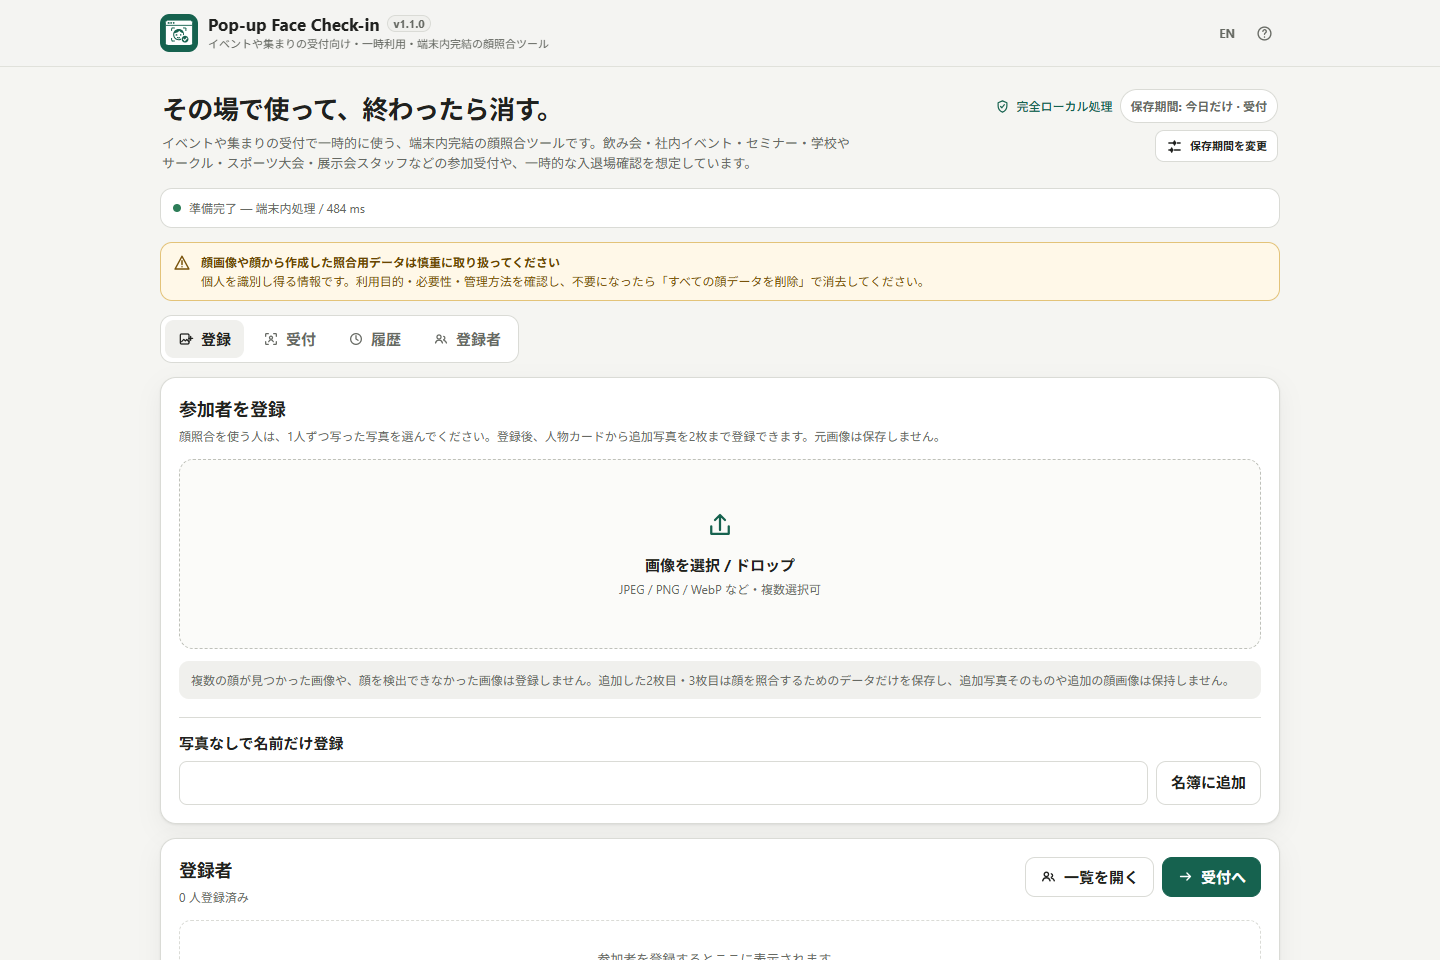 Pop-up Face Check-in v1.1.0
イベントや集まりの受付向け・一時利用・端末内完結の顔照合ツール
EN
その場で使って、終わったら消す。
イベントや集まりの受付で一時的に使う、端末内完結の顔照合ツールです。飲み会・社内イベント・セミナー・学校や
サークル・スポーツ大会・展示会スタッフなどの参加受付や、一時的な入退場確認を想定しています。
完全ローカル処理
保存期間: 今日だけ · 受付
保存期間を変更
準備完了 — 端末内処理 / 484 ms
顔画像や顔から作成した照合用データは慎重に取り扱ってください
個人を識別し得る情報です。利用目的・必要性・管理方法を確認し、不要になったら「すべての顔データを削除」で消去してください。
登録
受付
履歴
登録者
参加者を登録
顔照合を使う人は、1人ずつ写った写真を選んでください。登録後、人物カードから追加写真を2枚まで登録できます。元画像は保存しません。
画像を選択 / ドロップ
JPEG / PNG / WebP など・複数選択可
複数の顔が見つかった画像や、顔を検出できなかった画像は登録しません。追加した2枚目・3枚目は顔を照合するためのデータだけを保存し、追加写真そのものや追加の顔画像は保持しません。
写真なしで名前だけ登録
名簿に追加
登録者
0 人登録済み
一覧を開く
受付へ
参加者を登録するとここに表示されます